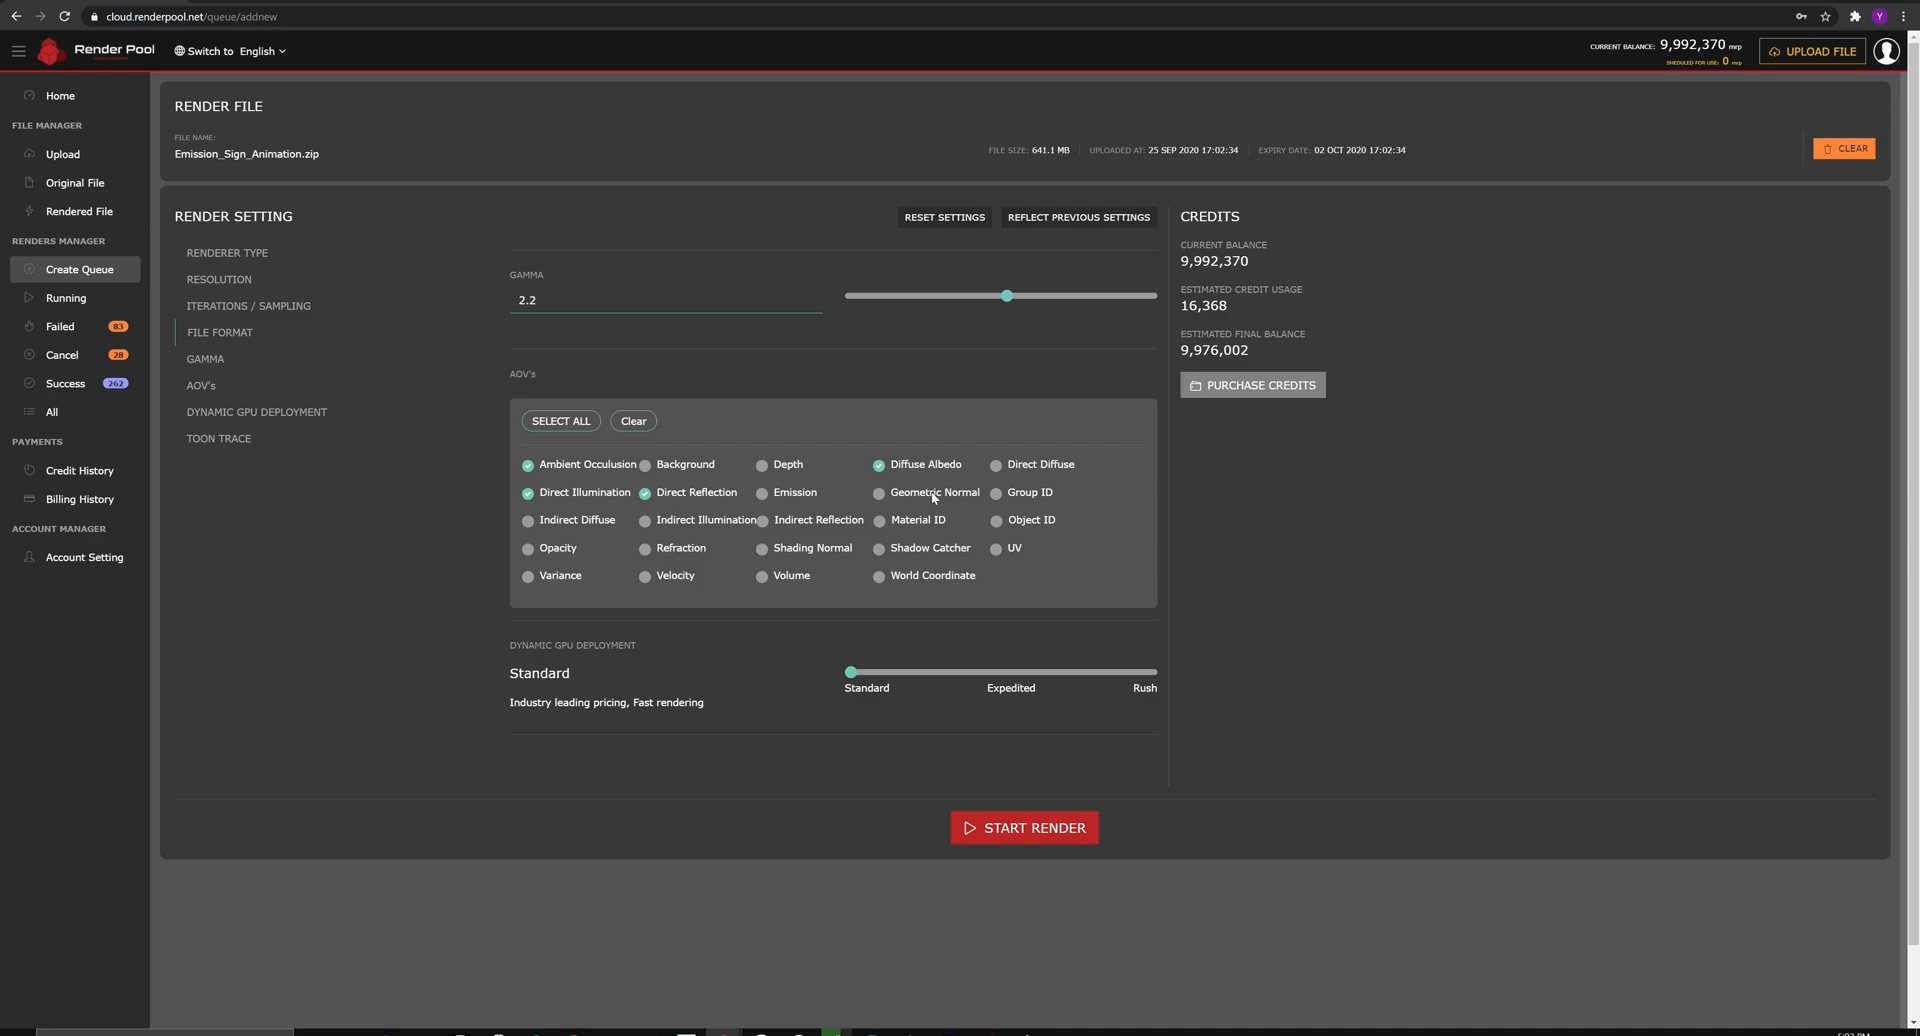 cloud.renderpool.net/queue/addnew
Y
Render Pool
Switch to English
CURRENT BALANCE: 9,992,370 mrp
SHEDULED FOR USE: 0 mrp
UPLOAD FILE
Home
FILE MANAGER
Upload
Original File
Rendered File
RENDERS MANAGER
Create Queue
Running
Failed 83
Cancel 28
Success 262
All
PAYMENTS
Credit History
Billing History
ACCOUNT MANAGER
Account Setting
RENDER FILE
FILE NAME:
Emission_Sign_Animation.zip
FILE SIZE: 641.1 MB
UPLOADED AT: 25 SEP 2020 17:02:34
EXPIRY DATE: 02 OCT 2020 17:02:34
CLEAR
RENDER SETTING
RESET SETTINGS
REFLECT PREVIOUS SETTINGS
RENDERER TYPE
RESOLUTION
ITERATIONS / SAMPLING
FILE FORMAT
GAMMA
AOV's
DYNAMIC GPU DEPLOYMENT
TOON TRACE
GAMMA
2.2
AOV's
SELECT ALL Clear
Ambient Occulusion Background Depth Diffuse Albedo Direct Diffuse
Direct Illumination Direct Reflection Emission Geometric Normal Group ID
Indirect Diffuse Indirect Illumination Indirect Reflection Material ID Object ID
Opacity Refraction Shading Normal Shadow Catcher UV
Variance Velocity Volume World Coordinate
DYNAMIC GPU DEPLOYMENT
Standard
Industry leading pricing, Fast rendering
Standard Expedited Rush
CREDITS
CURRENT BALANCE
9,992,370
ESTIMATED CREDIT USAGE
16,368
ESTIMATED FINAL BALANCE
9,976,002
PURCHASE CREDITS
START RENDER